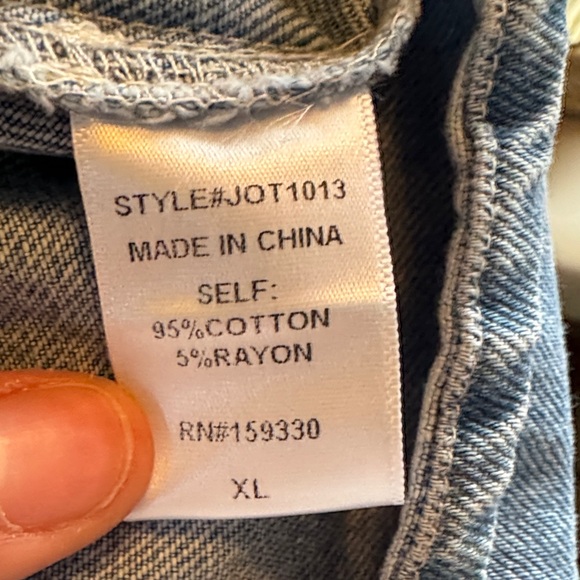 STYLE#JOT1013
MADE IN CHINA
SELF:
95%COTTON
5%RAYON
RN#159330
XL